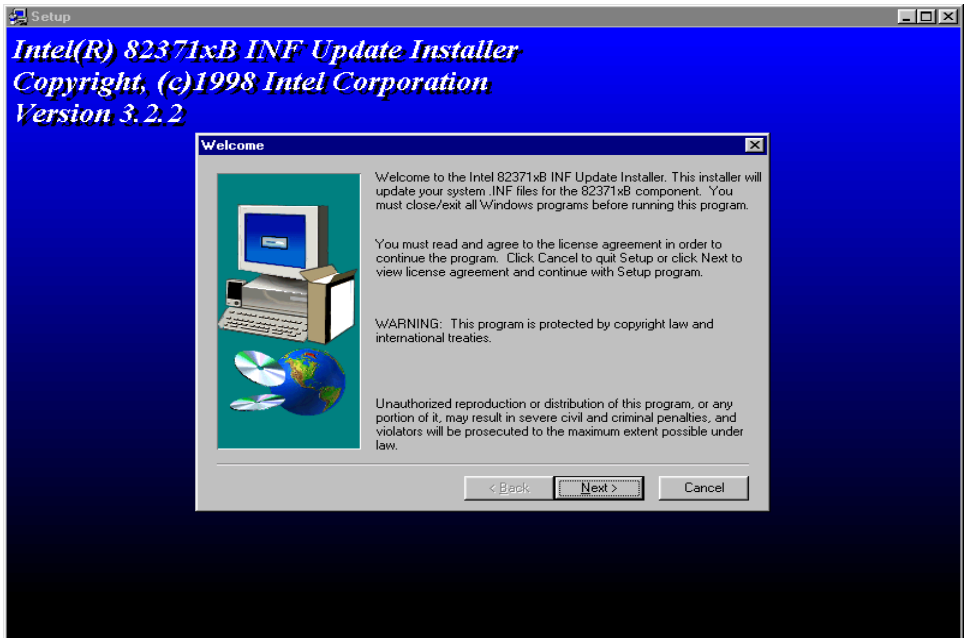 Setup
Intel(R) 82371xB INF Update Installer
Copyright, (c)1998 Intel Corporation
Version 3.2.2
Welcome
Welcome to the Intel 82371xB INF Update Installer. This installer will
update your system .INF files for the 82371xB component.  You
must close/exit all Windows programs before running this program.
You must read and agree to the license agreement in order to
continue the program.  Click Cancel to quit Setup or click Next to
view license agreement and continue with Setup program.
WARNING:  This program is protected by copyright law and
international treaties.
Unauthorized reproduction or distribution of this program, or any
portion of it, may result in severe civil and criminal penalties, and
violators will be prosecuted to the maximum extent possible under
law.
< Back
Next >
Cancel